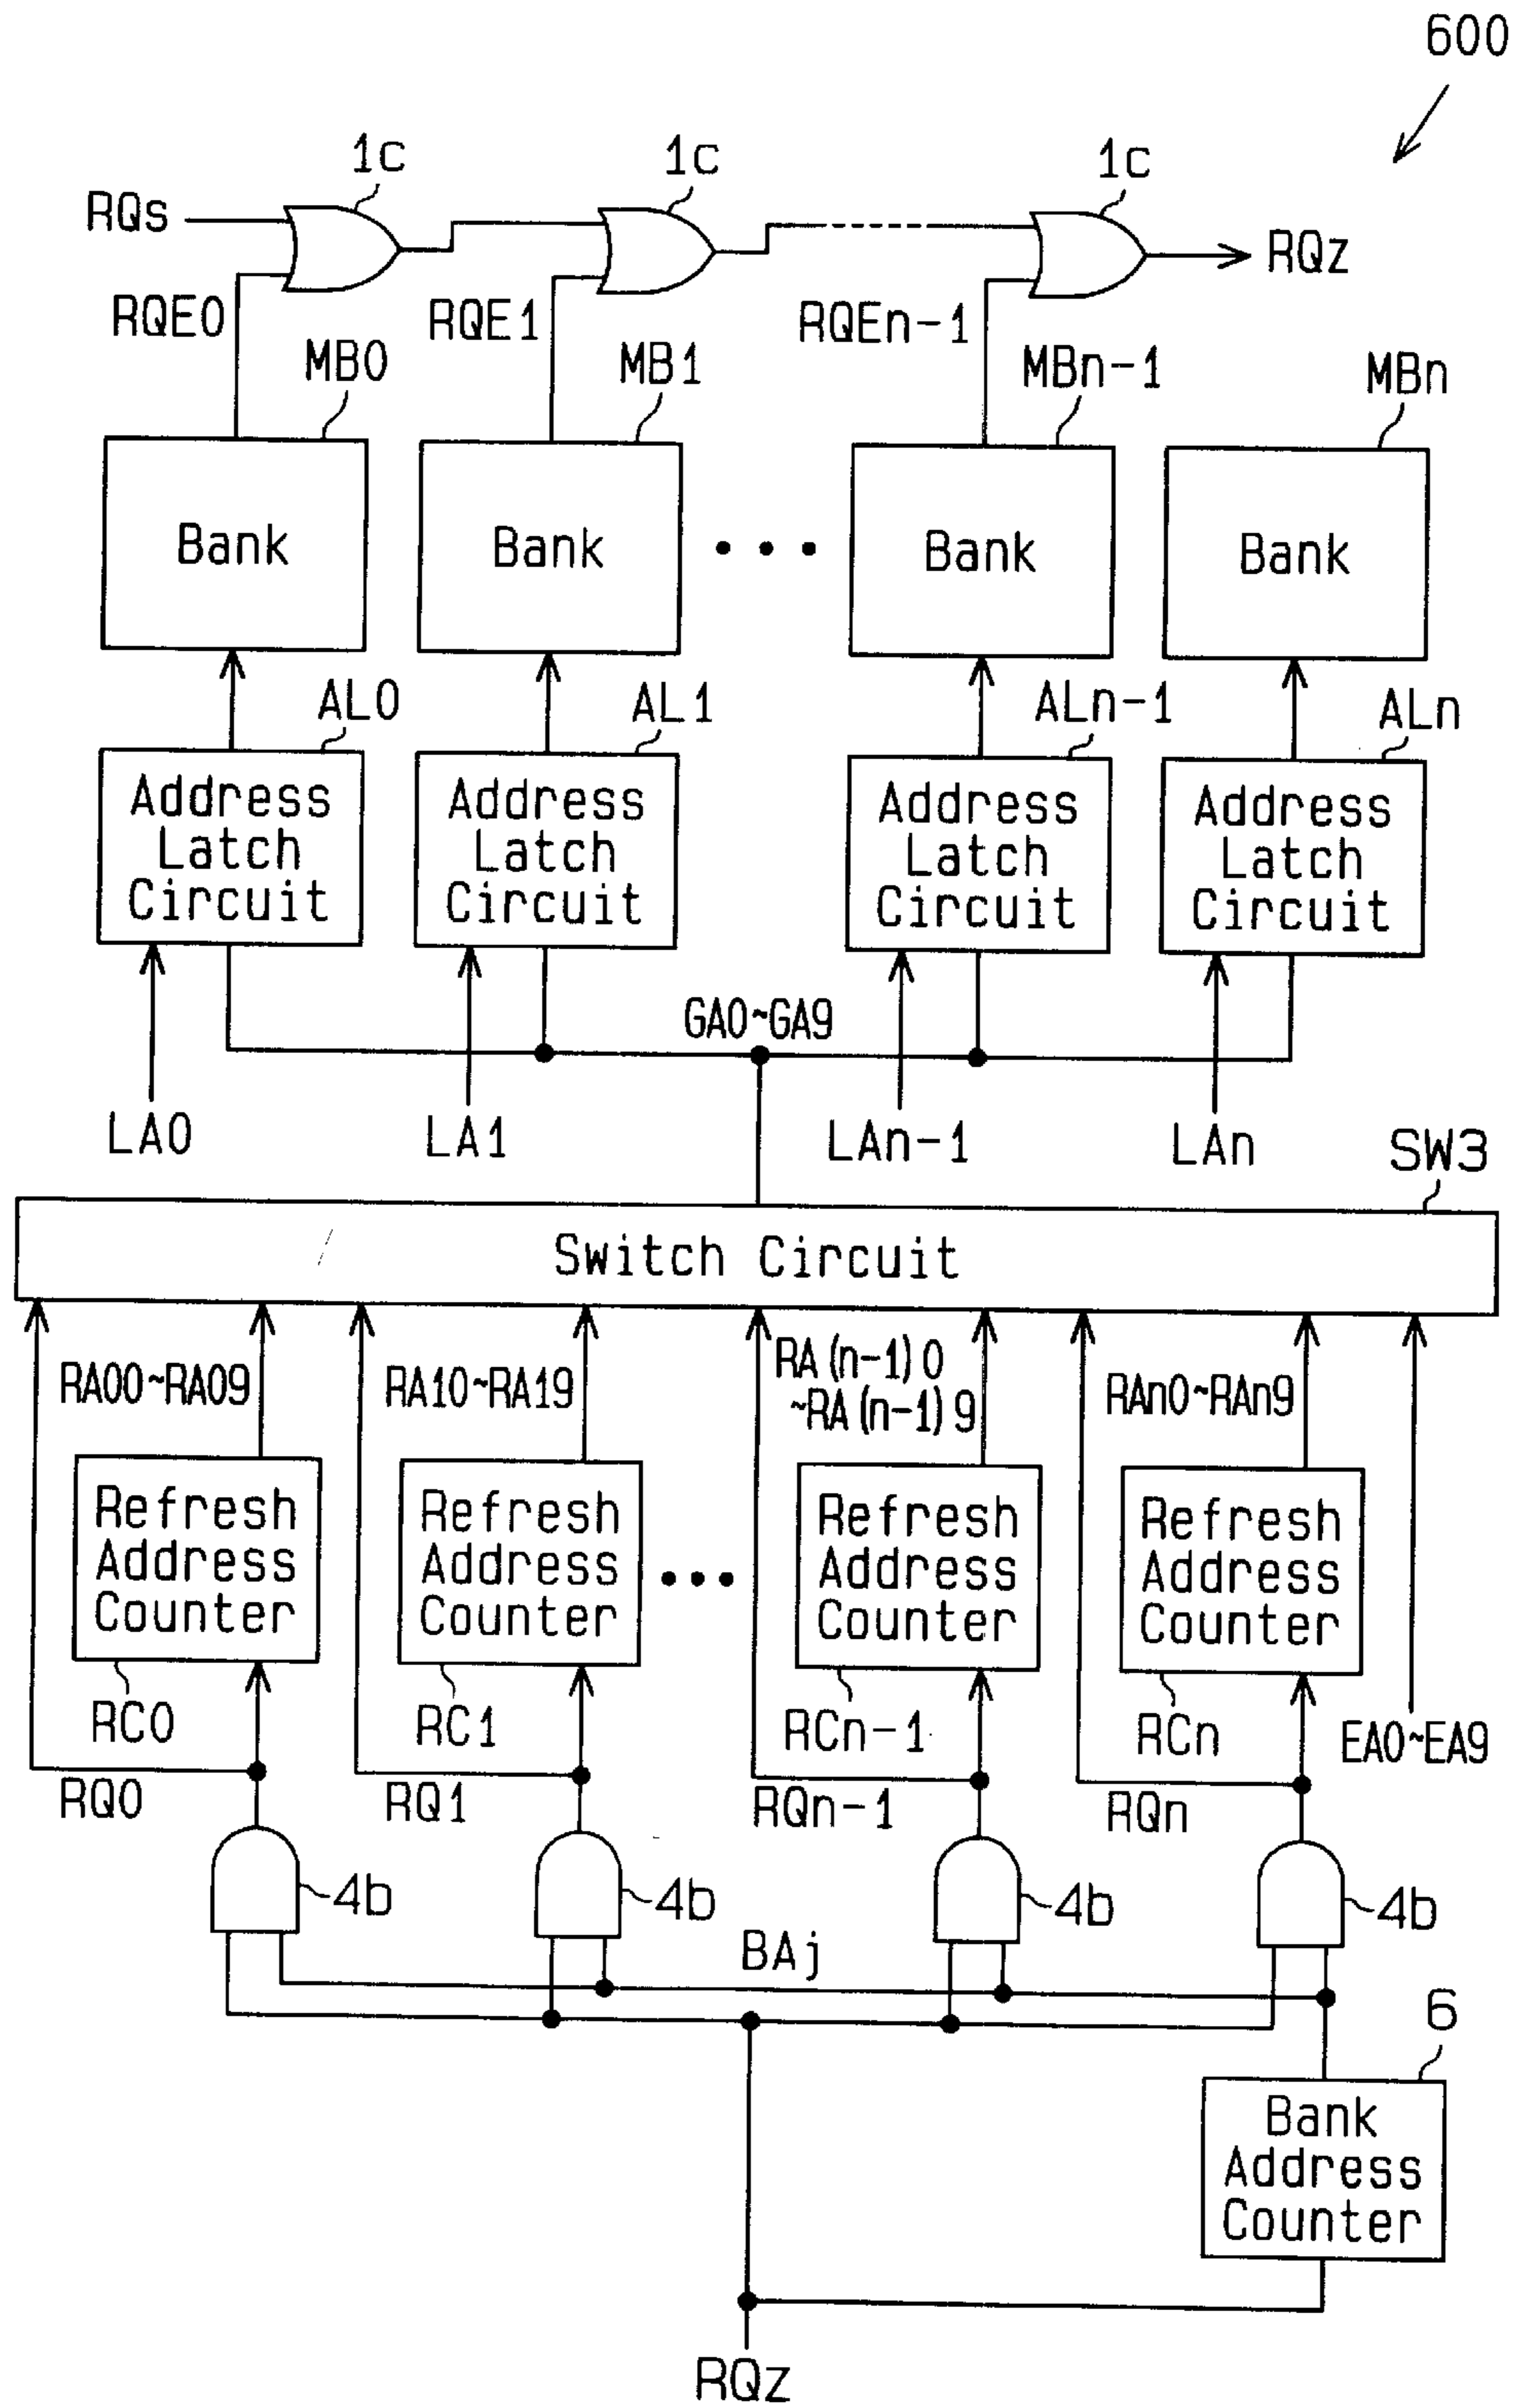 600
1c 1c 1c
RQs RQz
RQE0 RQE1 RQEn-1
MB0 MB1 MBn-1 MBn
Bank Bank Bank Bank
AL0 AL1 ALn-1 ALn
Address Address Address Address
Latch Latch Latch Latch
Circuit Circuit Circuit Circuit
GA0~GA9
LA0 LA1 LAn-1 LAn
SW3
Switch Circuit
RA00~RA09 RA10~RA19 RA(n-1)0 RAn0~RAn9
~RA(n-1)9
Refresh Refresh Refresh Refresh
Address Address Address Address
Counter Counter Counter Counter
RC0 RC1 RCn-1 RCn EA0~EA9
RQ0 RQ1 RQn-1 RQn
4b 4b 4b 4b
BAj
6
Bank
Address
Counter
RQz